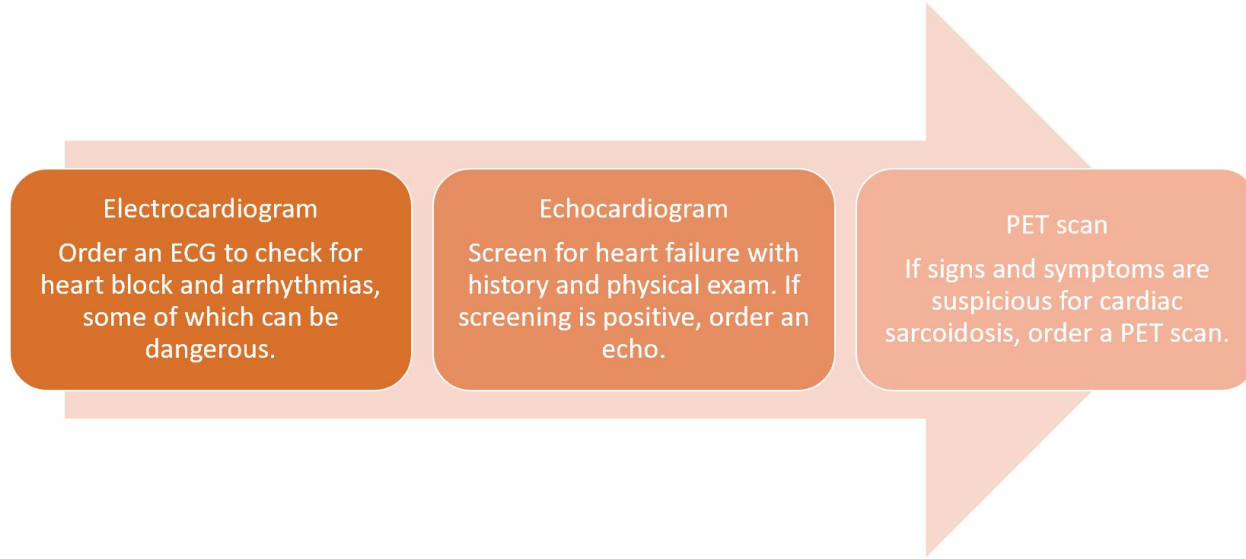 Electrocardiogram
Order an ECG to check for
heart block and arrhythmias,
some of which can be
dangerous.
Echocardiogram
Screen for heart failure with
history and physical exam. If
screening is positive, order an
echo.
PET scan
If signs and symptoms are
suspicious for cardiac
sarcoidosis, order a PET scan.